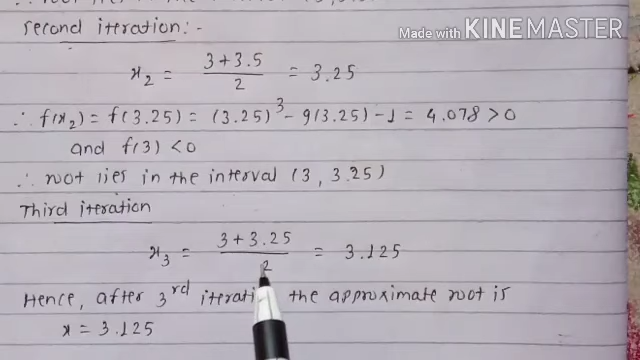 Made with KINEMASTER
second iteration:-
x₂ = (3+3.5)/2 = 3.25
∴ f(x₂) = f(3.25) = (3.25)³ - 9(3.25) - 1 = 4.078 > 0
and f(3) < 0
∴ root lies in the interval (3, 3.25)
Third iteration
x₃ = (3+3.25)/2 = 3.125
Hence, after 3rd the approximate root is
x = 3.125